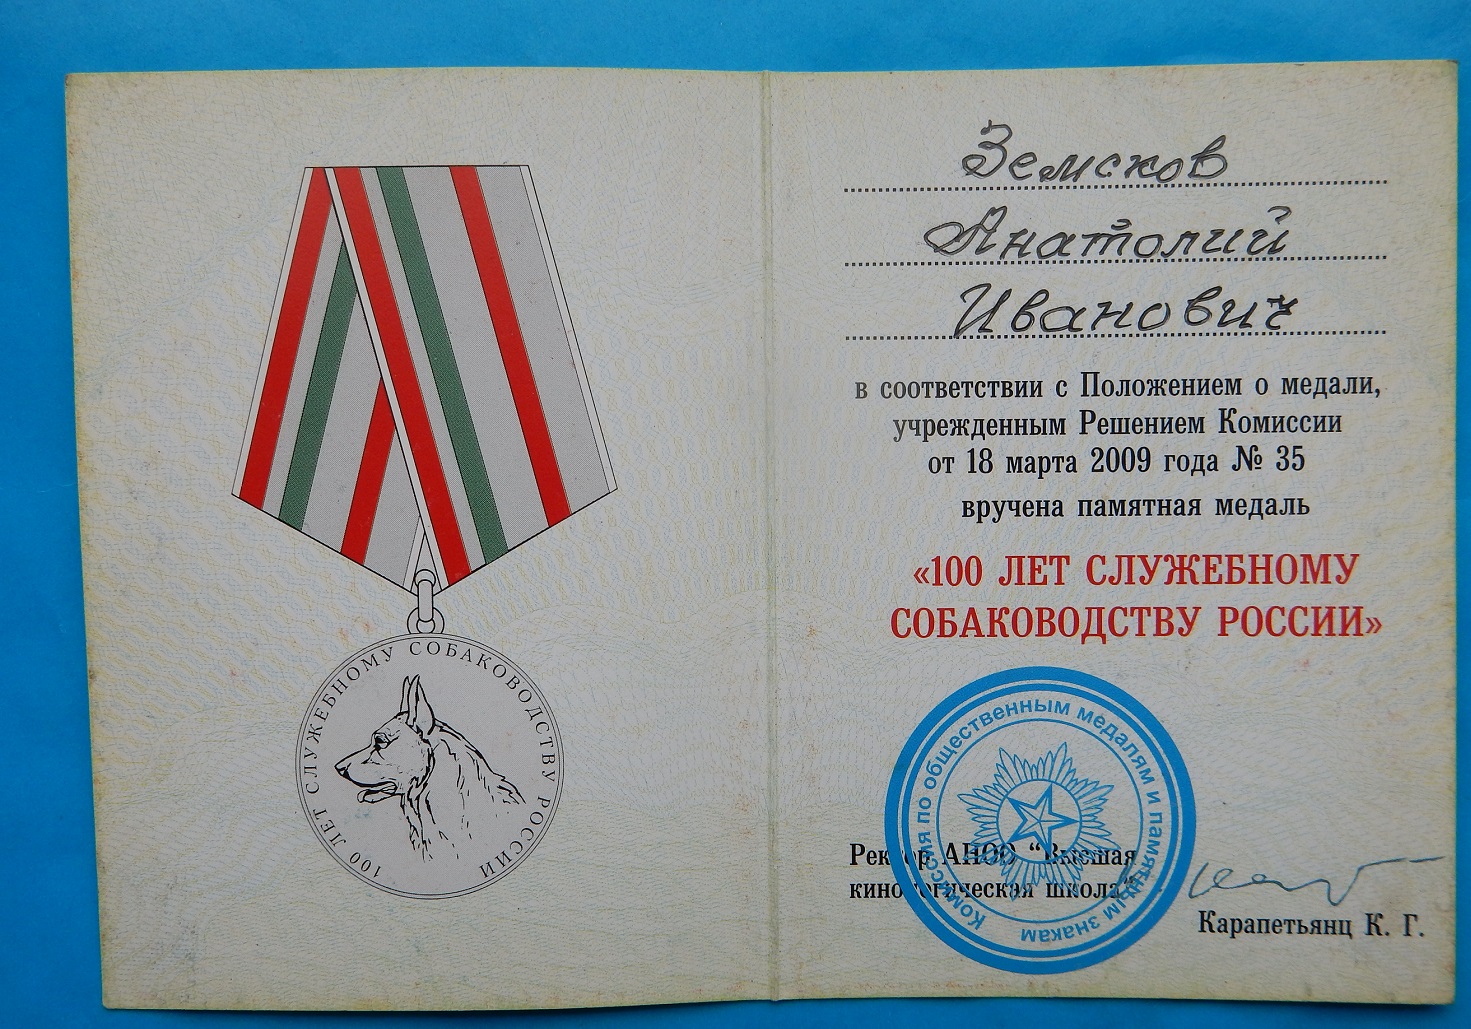 100 ЛЕТ СЛУЖЕБНОМУ СОБАКОВОДСТВУ РОССИИ
Земсков
Анатолий
Иванович
в соответствии с Положением о медали,
учрежденным Решением Комиссии
от 18 марта 2009 года № 35
вручена памятная медаль
«100 ЛЕТ СЛУЖЕБНОМУ
СОБАКОВОДСТВУ РОССИИ»
Комиссия по общественным медалям и памятным знакам
Ректор АНОО “Высшая
кинологическая школа”
Карапетьянц К. Г.